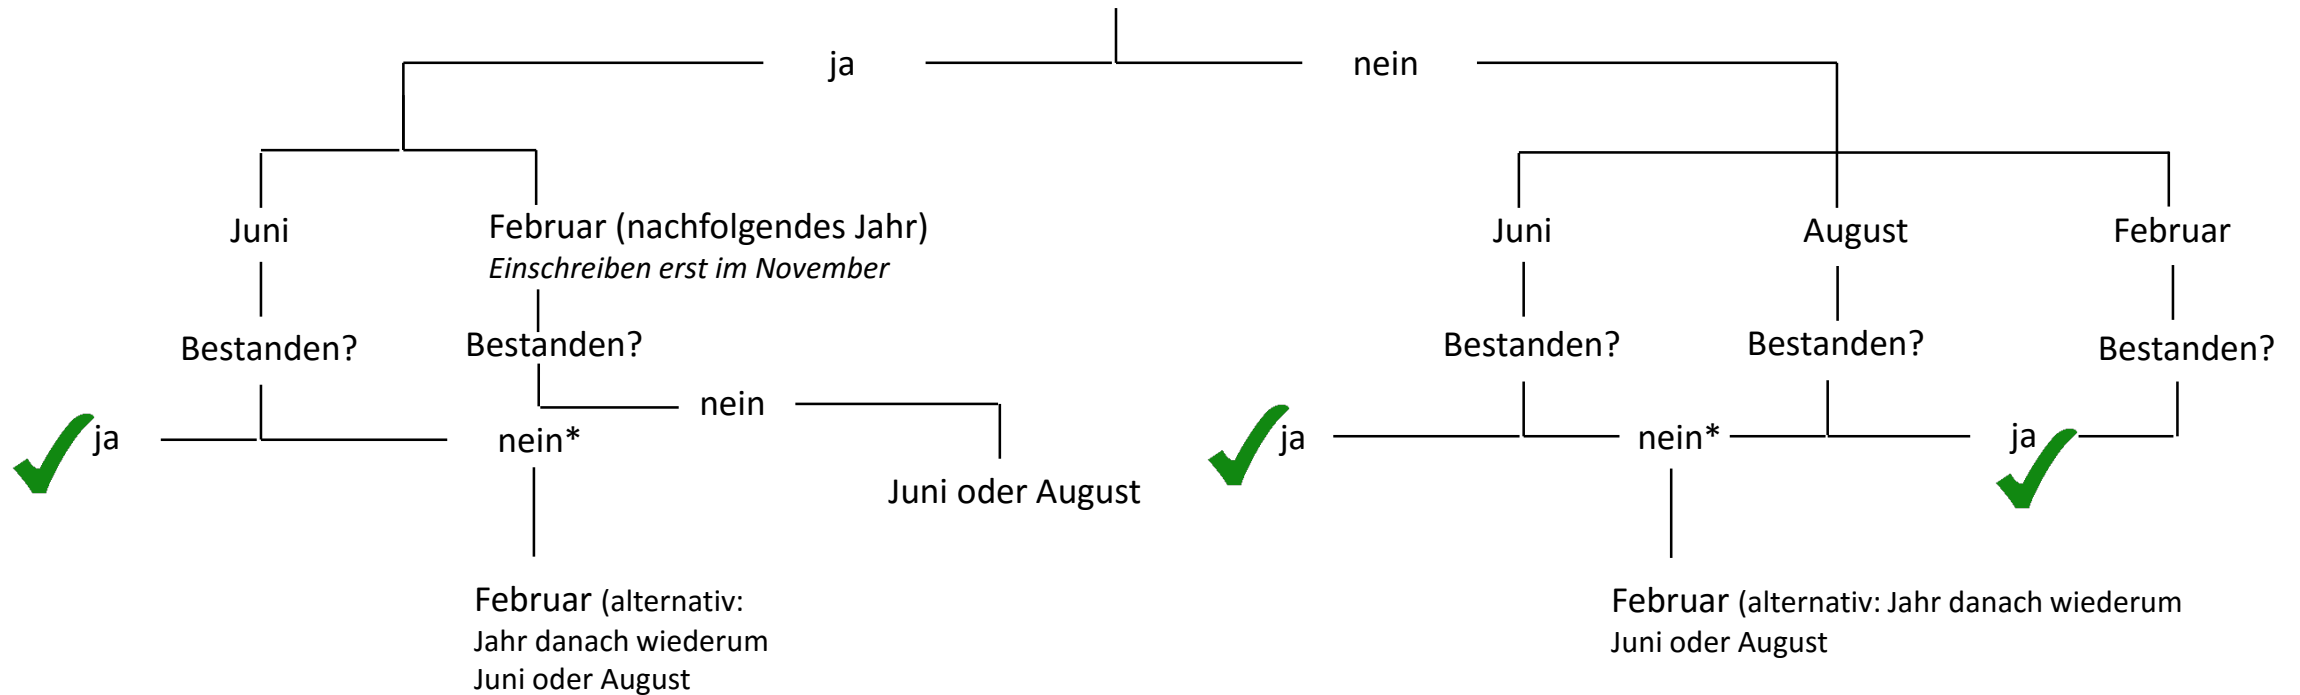 ja
nein
Juni
Februar (nachfolgendes Jahr)
Einschreiben erst im November
Juni
August
Februar
Bestanden?
Bestanden?
Bestanden?
Bestanden?
Bestanden?
nein
ja
nein*
ja
nein*
ja
Juni oder August
Februar (alternativ:
Jahr danach wiederum
Juni oder August
Februar (alternativ: Jahr danach wiederum
Juni oder August